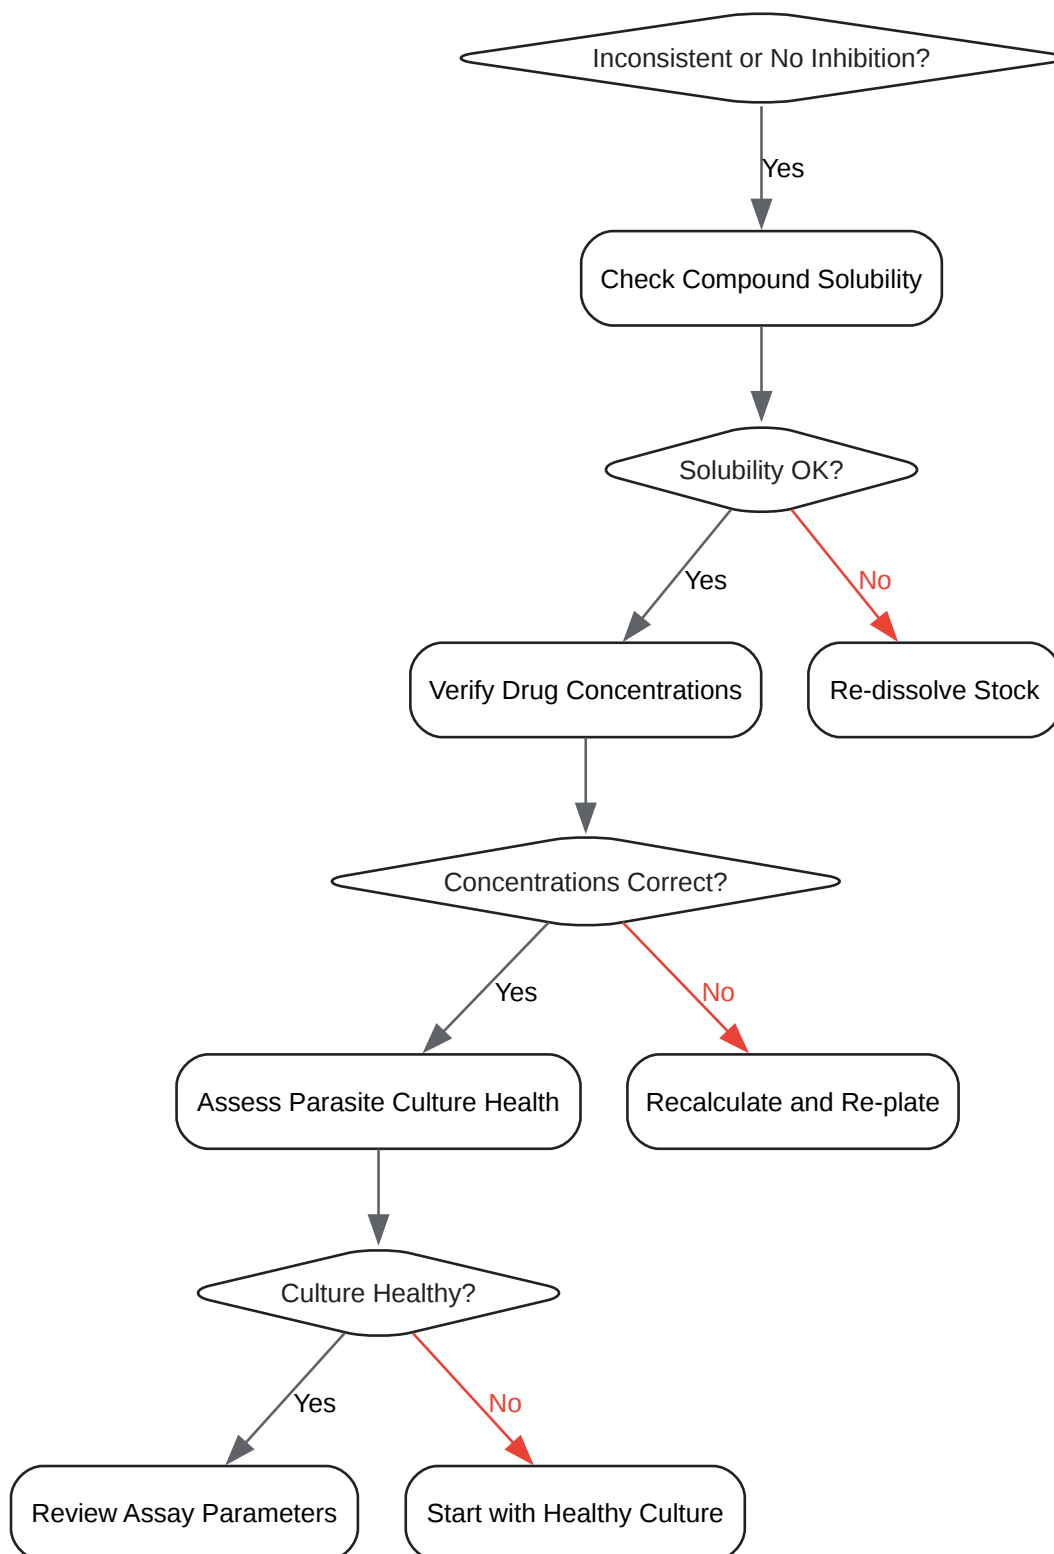 Inconsistent or No Inhibition?
Yes
Check Compound Solubility
Solubility OK?
Yes
No
Verify Drug Concentrations
Re-dissolve Stock
Concentrations Correct?
Yes
No
Assess Parasite Culture Health
Recalculate and Re-plate
Culture Healthy?
Yes
No
Review Assay Parameters
Start with Healthy Culture